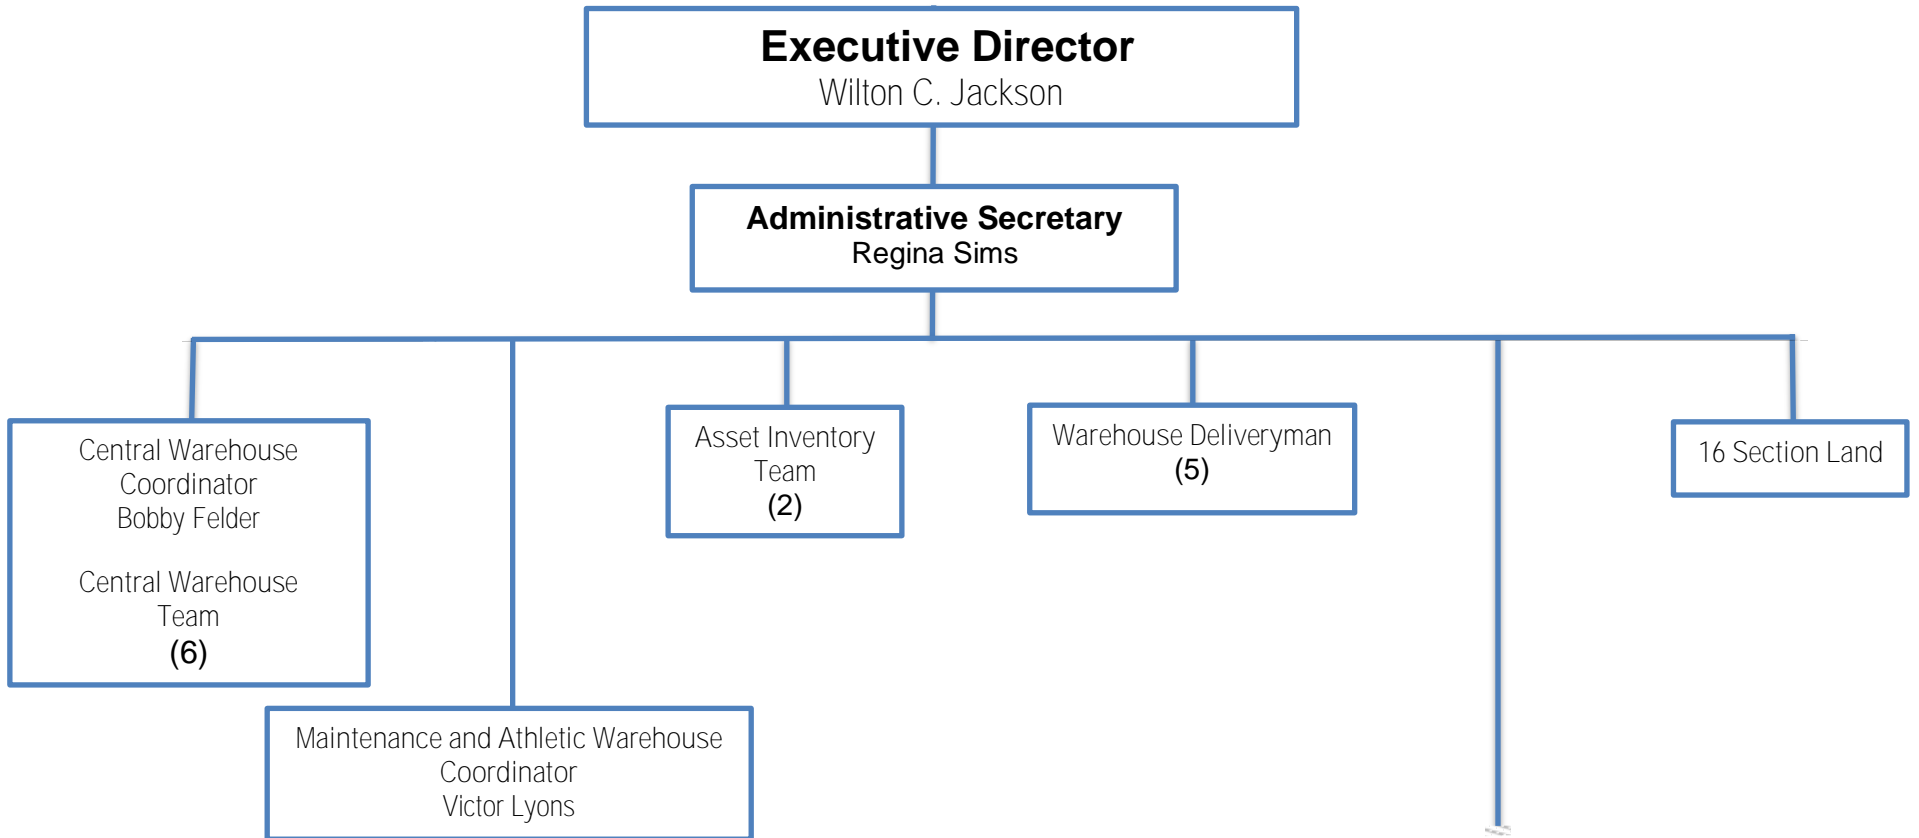 Executive Director
Wilton C. Jackson
Administrative Secretary
Regina Sims
Central Warehouse
Coordinator
Bobby Felder
Central Warehouse
Team
(6)
Maintenance and Athletic Warehouse
Coordinator
Victor Lyons
Asset Inventory
Team
(2)
Warehouse Deliveryman
(5)
16 Section Land